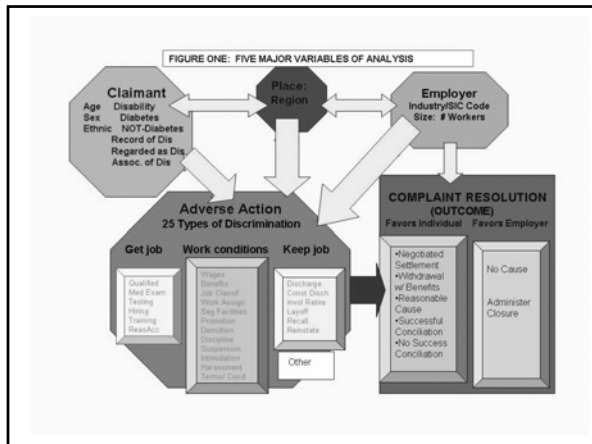 FIGURE ONE: FIVE MAJOR VARIABLES OF ANALYSIS
Claimant
Age Disability
Sex Diabetes
Ethnic NOT-Diabetes
Record of Dis
Regarded as Dis
Assoc. of Dis
Place:
Region
Employer
Industry/SIC Code
Size: # Workers
Adverse Action
25 Types of Discrimination
Get job
Qualified
Med Exam
Testing
Hiring
Training
ReasAcc
Work conditions
Wages
Benefits
Job Classif
Work Assign
Seg Facilities
Promotion
Demotion
Discipline
Suspension
Intimidation
Harassment
Terms/ Cond
Keep job
Discharge
Const Disch
Invol Retire
Layoff
Recall
Reinstate
Other
COMPLAINT RESOLUTION
(OUTCOME)
Favors Individual
•Negotiated
Settlement
•Withdrawal
w/ Benefits
•Reasonable
Cause
•Successful
Conciliation
•No Success
Conciliation
Favors Employer
No Cause
Administer
Closure